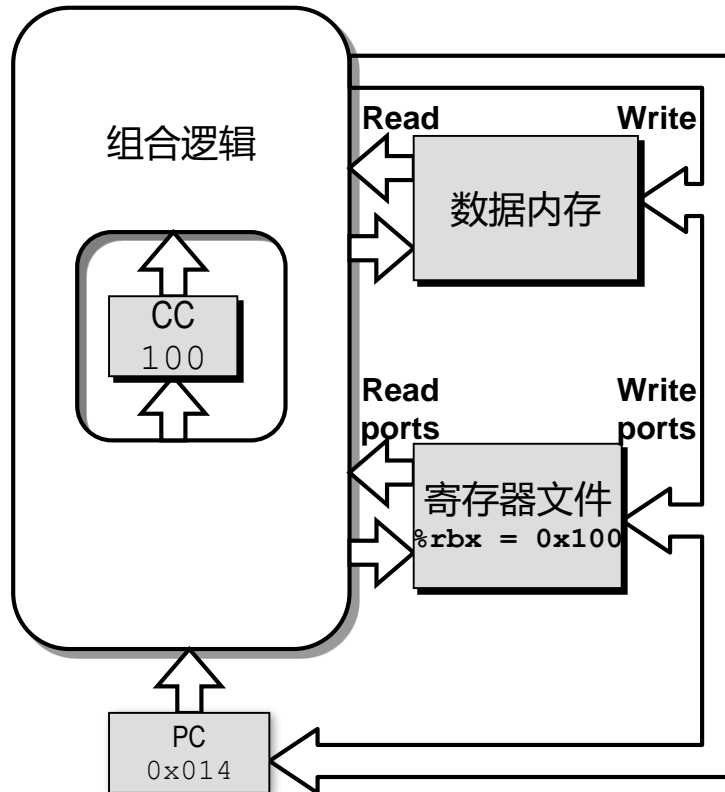 组合逻辑
Read
Write
数据内存
CC
100
Read
ports
Write
ports
寄存器文件
%rbx = 0x100
PC
0x014